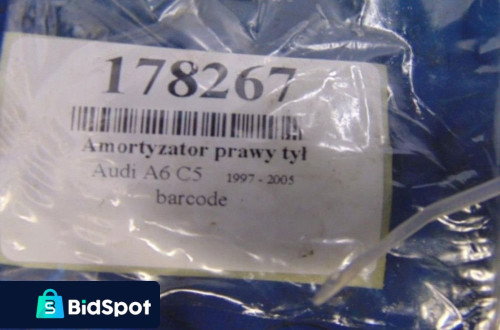 178267
Amortyzator prawy tył
Audi A6 C5 1997 - 2005
barcode
BidSpot